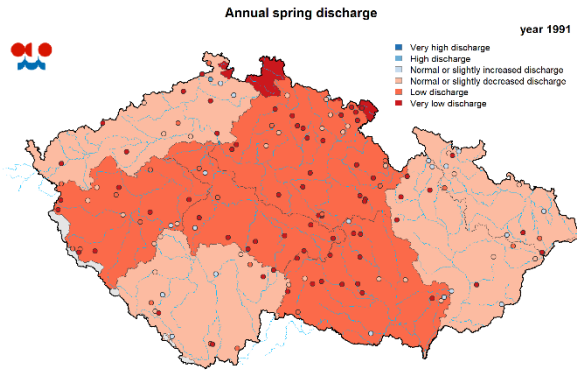 Annual spring discharge
year 1991
Very high discharge
High discharge
Normal or slightly increased discharge
Normal or slightly decreased discharge
Low discharge
Very low discharge